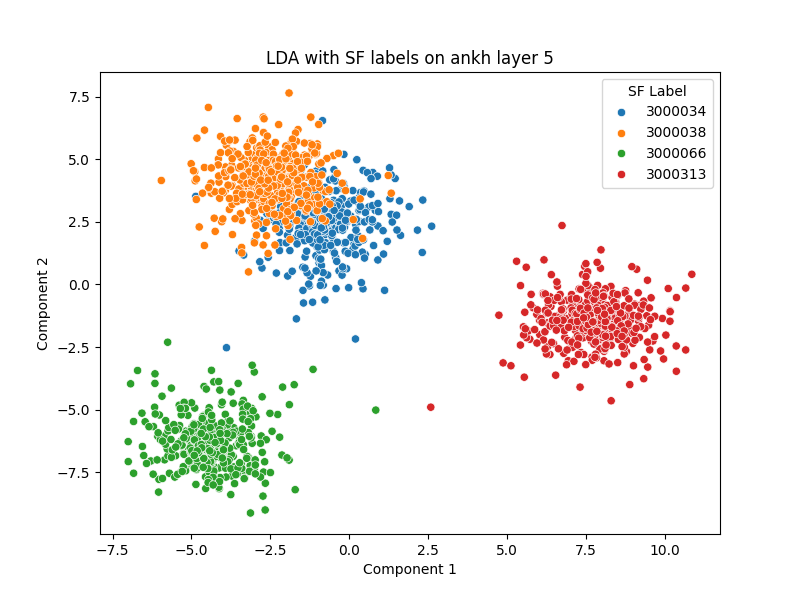 LDA with SF labels on ankh layer 5
SF Label
3000034
3000038
3000066
3000313
7.5
5.0
2.5
0.0
−2.5
−5.0
−7.5
Component 2
−7.5 −5.0 −2.5 0.0 2.5 5.0 7.5 10.0
Component 1